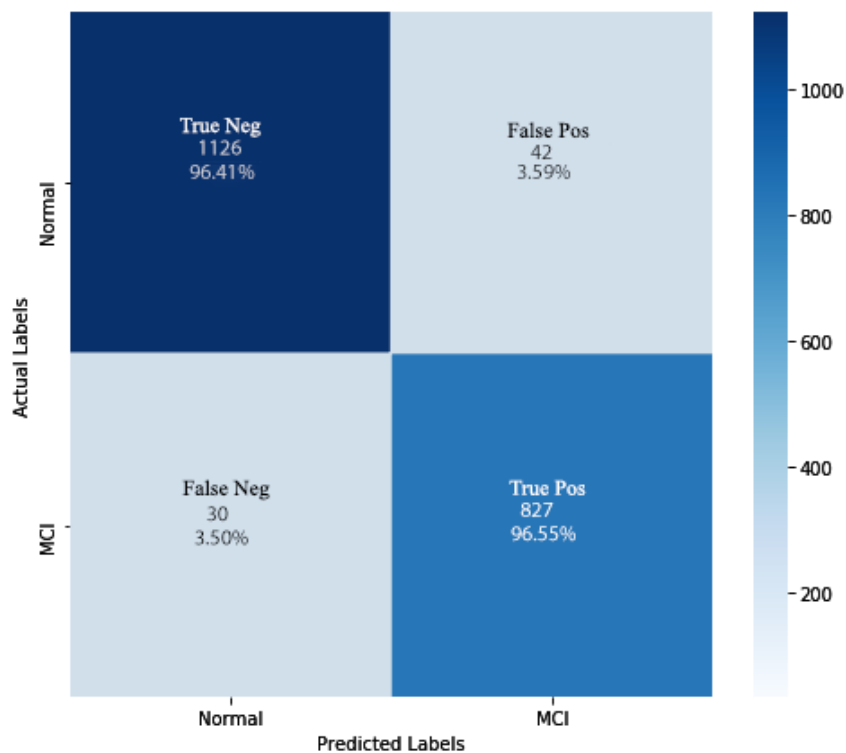 True Neg
1126
96.41%
False Pos
42
3.59%
False Neg
30
3.50%
True Pos
827
96.55%
Actual Labels
Normal
MCI
Normal
MCI
Predicted Labels
1000
800
600
400
200